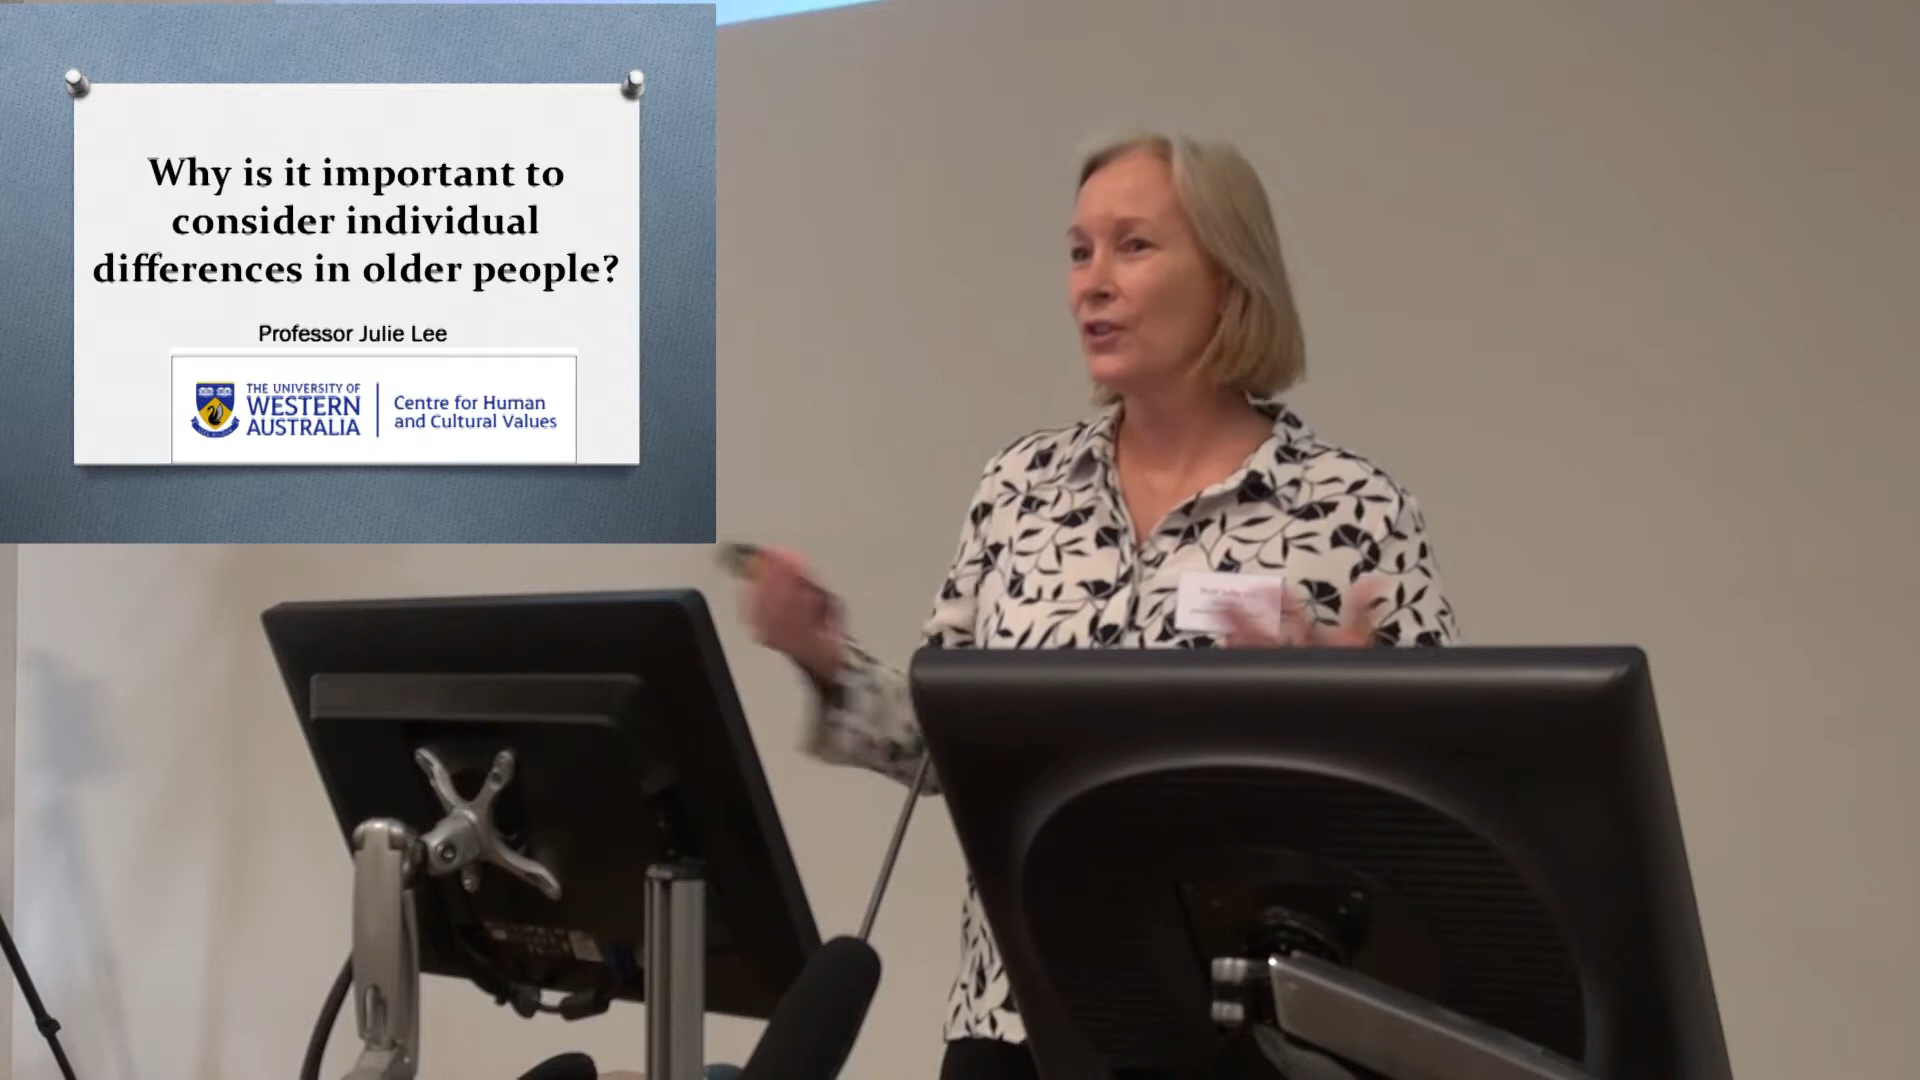 Why is it important to
consider individual
differences in older people?
Professor Julie Lee
THE UNIVERSITY OF
WESTERN
AUSTRALIA
Centre for Human
and Cultural Values